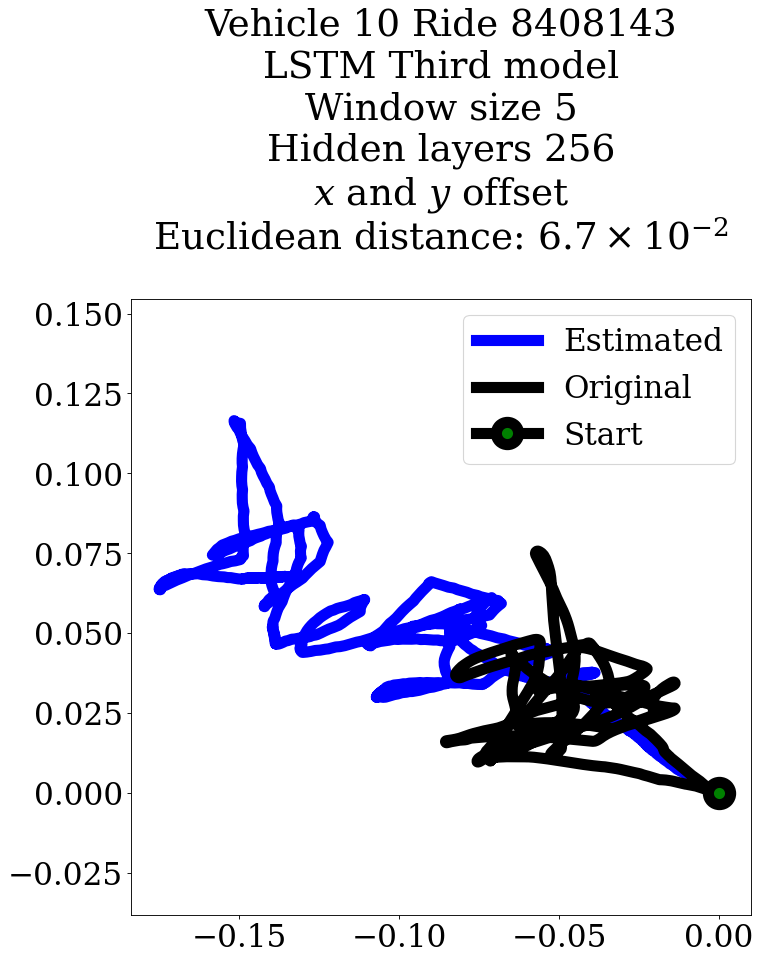 Vehicle 10 Ride 8408143
LSTM Third model
Window size 5
Hidden layers 256
x and y offset
Euclidean distance: 6.7 × 10⁻²
Estimated
Original
Start
0.150
0.125
0.100
0.075
0.050
0.025
0.000
−0.025
−0.15 −0.10 −0.05 0.00